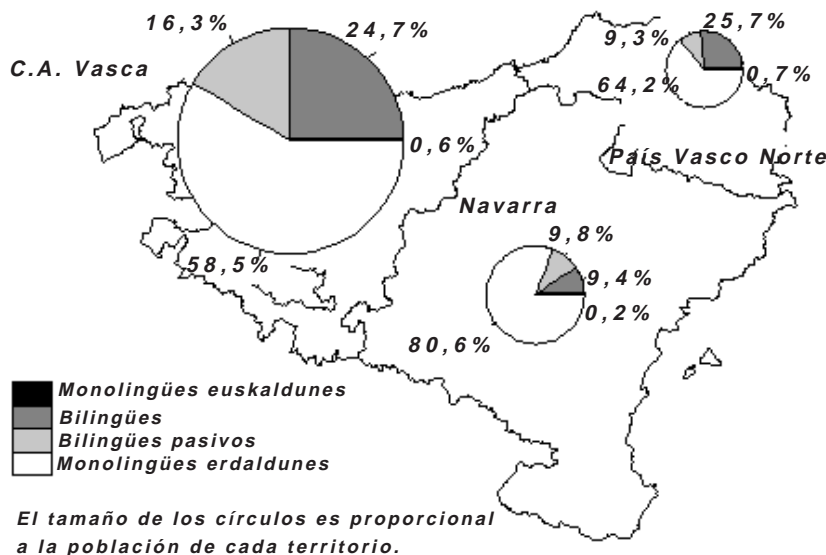 16,3%
24,7%
C.A. Vasca
0,6%
58,5%
9,3%
25,7%
64,2%
0,7%
País Vasco Norte
Navarra
9,8%
9,4%
0,2%
80,6%
Monolingües euskaldunes
Bilingües
Bilingües pasivos
Monolingües erdaldunes
El tamaño de los círculos es proporcional
a la población de cada territorio.